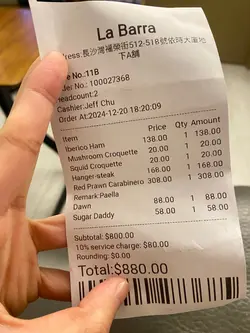 La Barra
dress:長沙灣福榮街512-518號依時大廈地
下A舖
No.:11B
der No.: 100027368
Headcount:2
Cashier:Jeff Chu
Order At:2024-12-20 18:20:09
Item Price Qty Amount
Iberico Ham 138.00 1 138.00
Mushroom Croquette 20.00 1 20.00
Squid Croquette 20.00 1 20.00
Hanger-steak 168.00 1 168.00
Red Prawn Carabinero 308.00 1 308.00
Remark:Paella
Dawn 88.00 1 88.00
Sugar Daddy 58.00 1 58.00
Subtotal: $800.00
10% service charge: $80.00
Rounding: $0.00
Total:$880.00